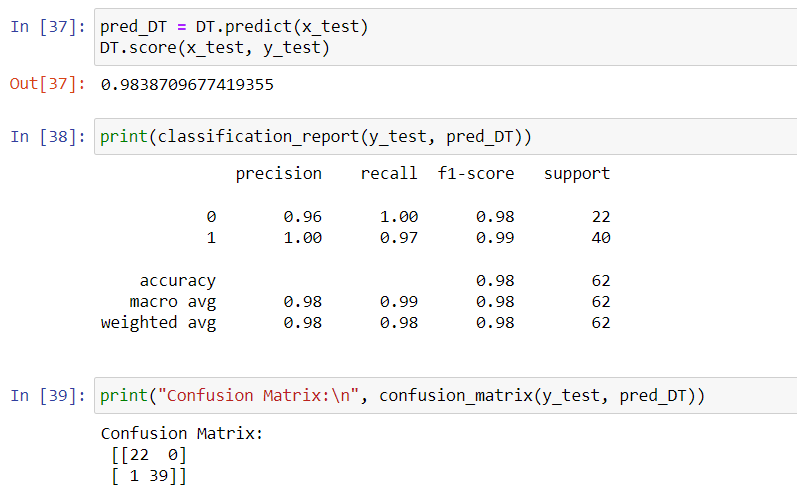 In [37]: pred_DT = DT.predict(x_test)
DT.score(x_test, y_test)
Out[37]: 0.9838709677419355
In [38]: print(classification_report(y_test, pred_DT))
precision recall f1-score support
0 0.96 1.00 0.98 22
1 1.00 0.97 0.99 40
accuracy 0.98 62
macro avg 0.98 0.99 0.98 62
weighted avg 0.98 0.98 0.98 62
In [39]: print("Confusion Matrix:\n", confusion_matrix(y_test, pred_DT))
Confusion Matrix:
[[22 0]
[ 1 39]]